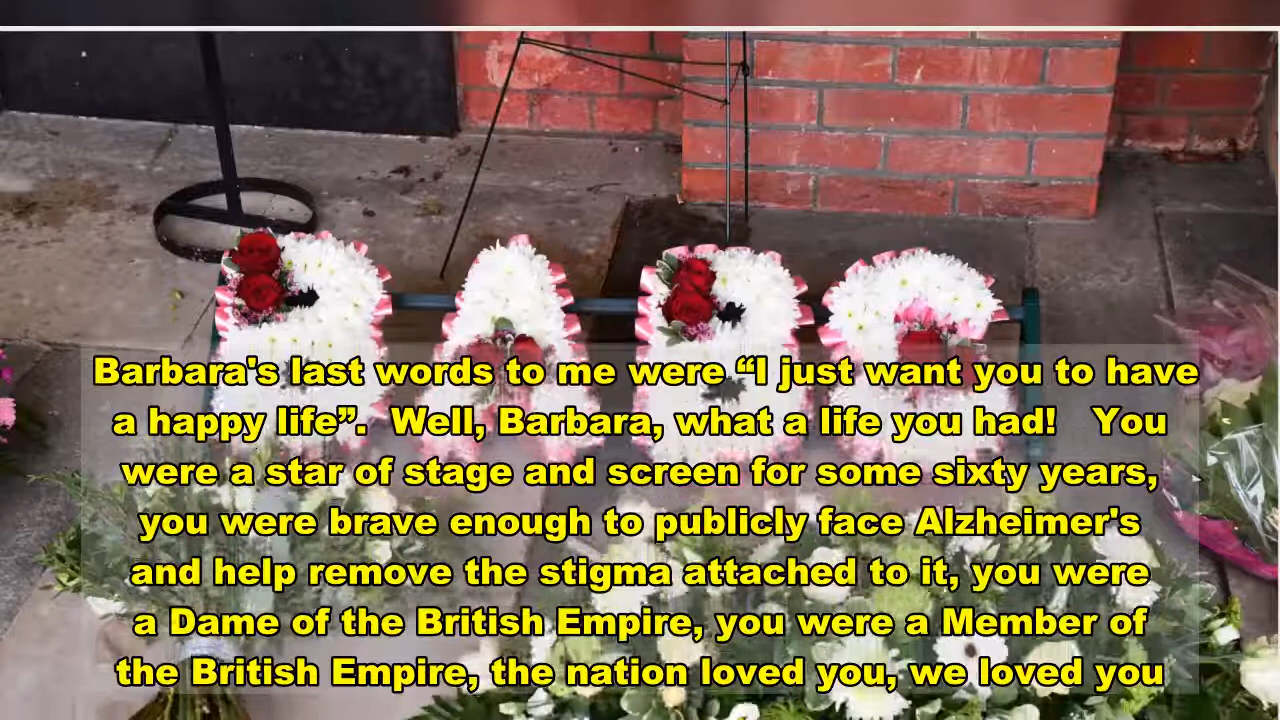 BABS
Barbara's last words to me were “I just want you to have
a happy life”. Well, Barbara, what a life you had! You
were a star of stage and screen for some sixty years,
you were brave enough to publicly face Alzheimer's
and help remove the stigma attached to it, you were
a Dame of the British Empire, you were a Member of
the British Empire, the nation loved you, we loved you